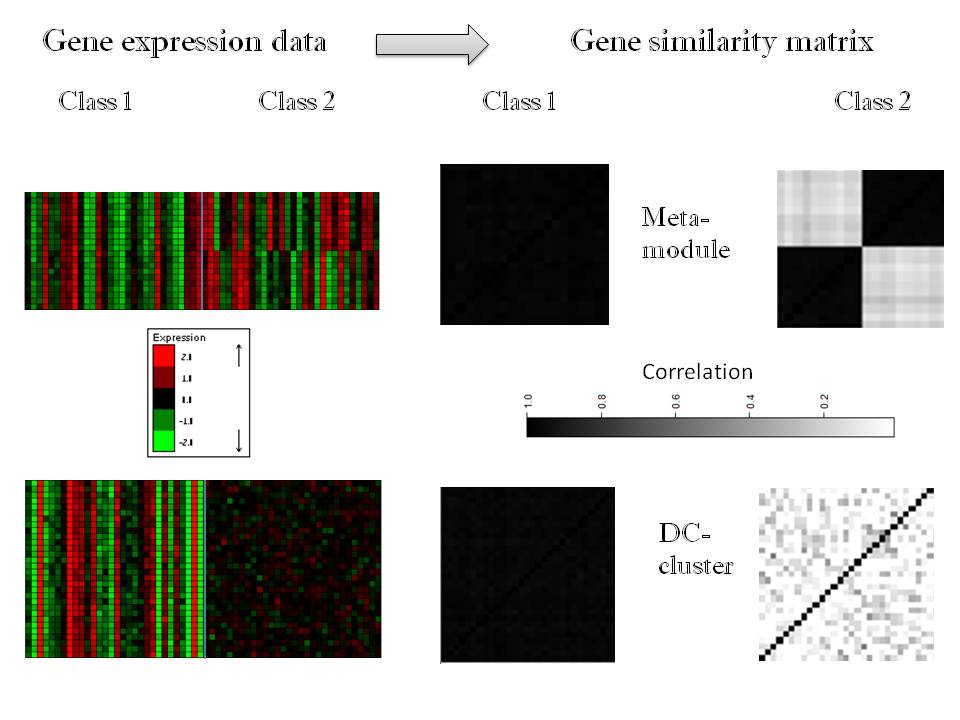 Gene expression data
Gene similarity matrix
Class 1
Class 2
Class 1
Class 2
Meta-
module
Expression
2.0
1.0
0.0
-1.0
-2.0
Correlation
1.0
0.8
0.6
0.4
0.2
DC-
cluster